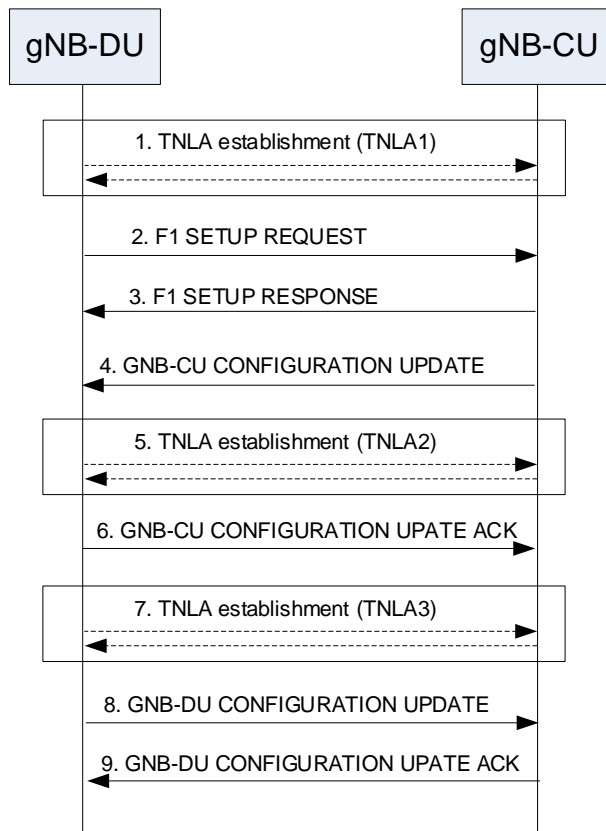 gNB-DU
gNB-CU
1. TNLA establishment (TNLA1)
2. F1 SETUP REQUEST
3. F1 SETUP RESPONSE
4. GNB-CU CONFIGURATION UPDATE
5. TNLA establishment (TNLA2)
6. GNB-CU CONFIGURATION UPATE ACK
7. TNLA establishment (TNLA3)
8. GNB-DU CONFIGURATION UPDATE
9. GNB-DU CONFIGURATION UPATE ACK